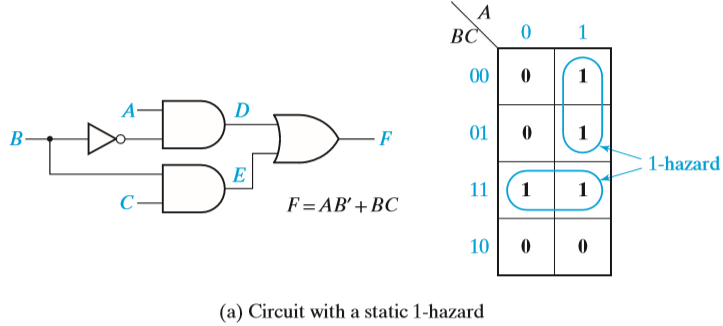 A
BC 0 1
00 0 1
A D
B F 01 0 1
1-hazard
E
C F = AB′ + BC 11 1 1
10 0 0
(a) Circuit with a static 1-hazard